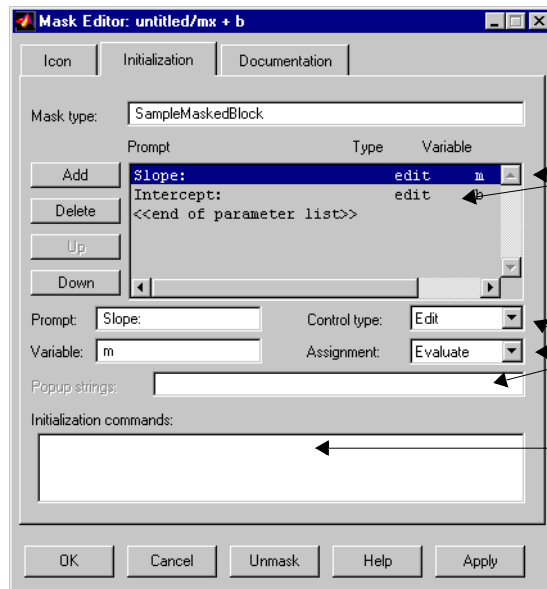 Mask Editor: untitled/mx + b
Icon Initialization Documentation
Mask type: SampleMaskedBlock
Prompt Type Variable
Add
Delete
Up
Down
Slope: edit m
Intercept: edit b
<<end of parameter list>>
Prompt: Slope: Control type: Edit
Variable: m Assignment: Evaluate
Popup strings:
Initialization commands:
OK Cancel Unmask Help Apply